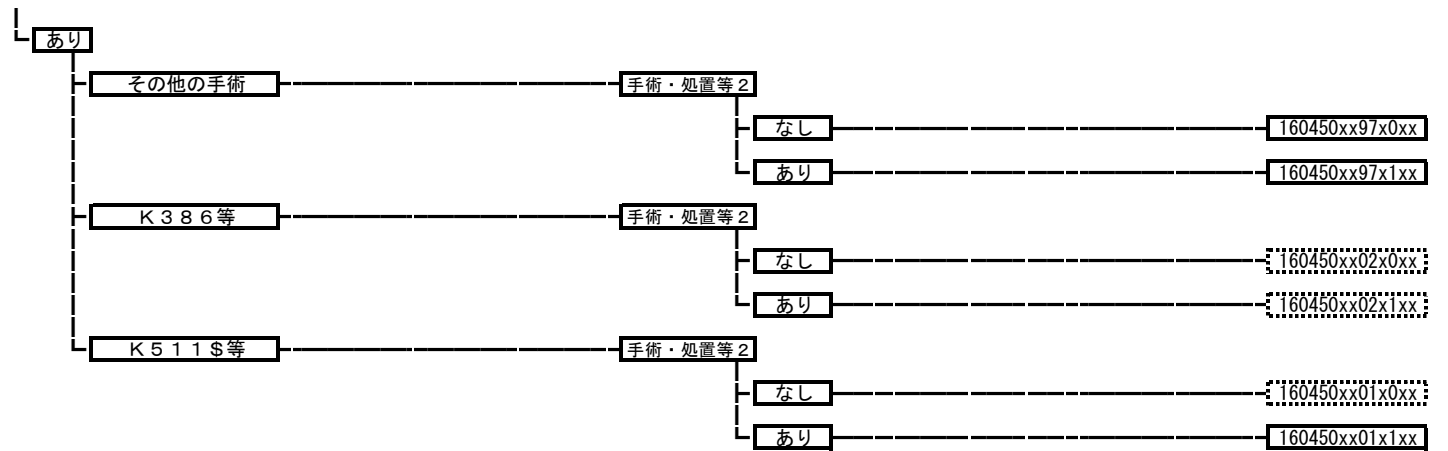 あり
その他の手術 手術・処置等２
なし 160450xx97x0xx
あり 160450xx97x1xx
Ｋ３８６等 手術・処置等２
なし 160450xx02x0xx
あり 160450xx02x1xx
Ｋ５１１＄等 手術・処置等２
なし 160450xx01x0xx
あり 160450xx01x1xx